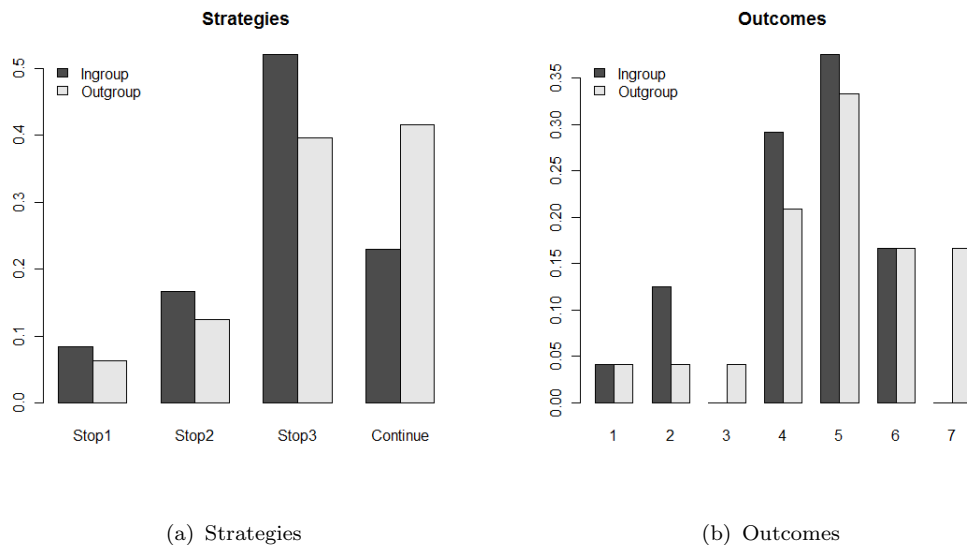 Strategies
Ingroup
Outgroup
0.5
0.4
0.3
0.2
0.1
0.0
Stop1 Stop2 Stop3 Continue
(a) Strategies
Outcomes
Ingroup
Outgroup
0.35
0.30
0.25
0.20
0.15
0.10
0.05
0.00
1 2 3 4 5 6 7
(b) Outcomes